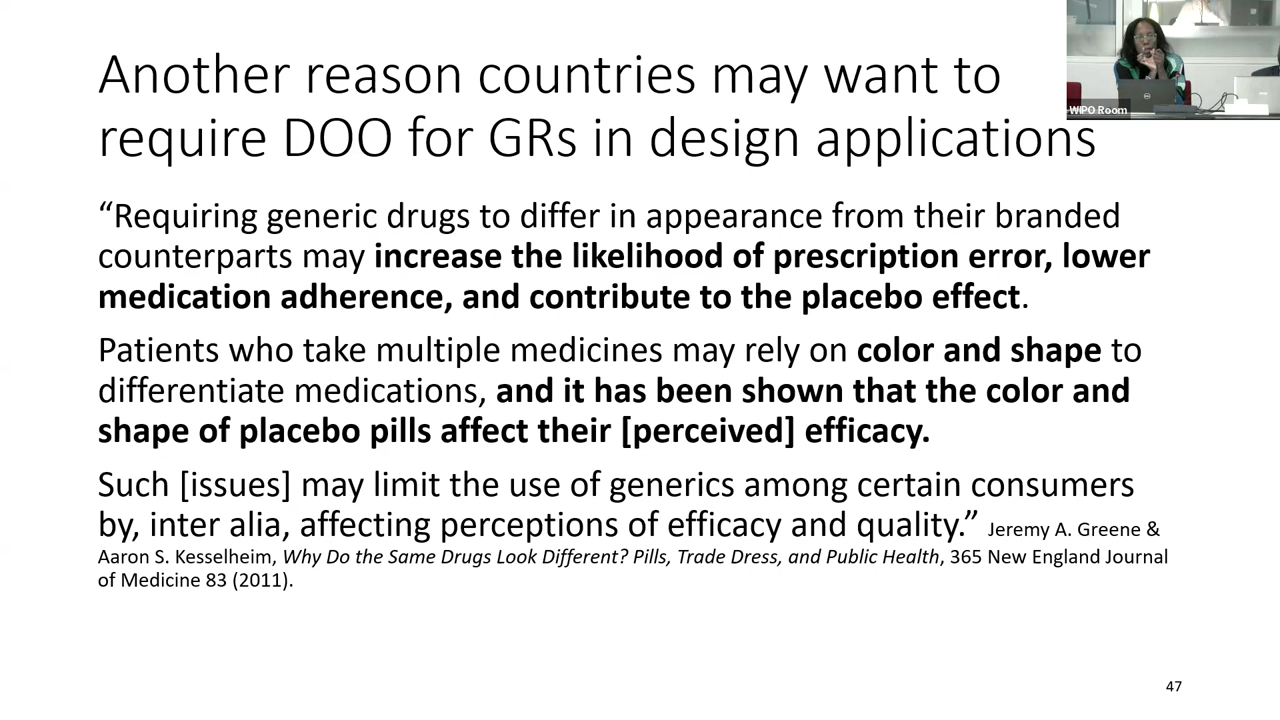 Another reason countries may want to
require DOO for GRs in design applications
WIPO Room
“Requiring generic drugs to differ in appearance from their branded
counterparts may increase the likelihood of prescription error, lower
medication adherence, and contribute to the placebo effect.
Patients who take multiple medicines may rely on color and shape to
differentiate medications, and it has been shown that the color and
shape of placebo pills affect their [perceived] efficacy.
Such [issues] may limit the use of generics among certain consumers
by, inter alia, affecting perceptions of efficacy and quality.” Jeremy A. Greene &
Aaron S. Kesselheim, Why Do the Same Drugs Look Different? Pills, Trade Dress, and Public Health, 365 New England Journal
of Medicine 83 (2011).
47